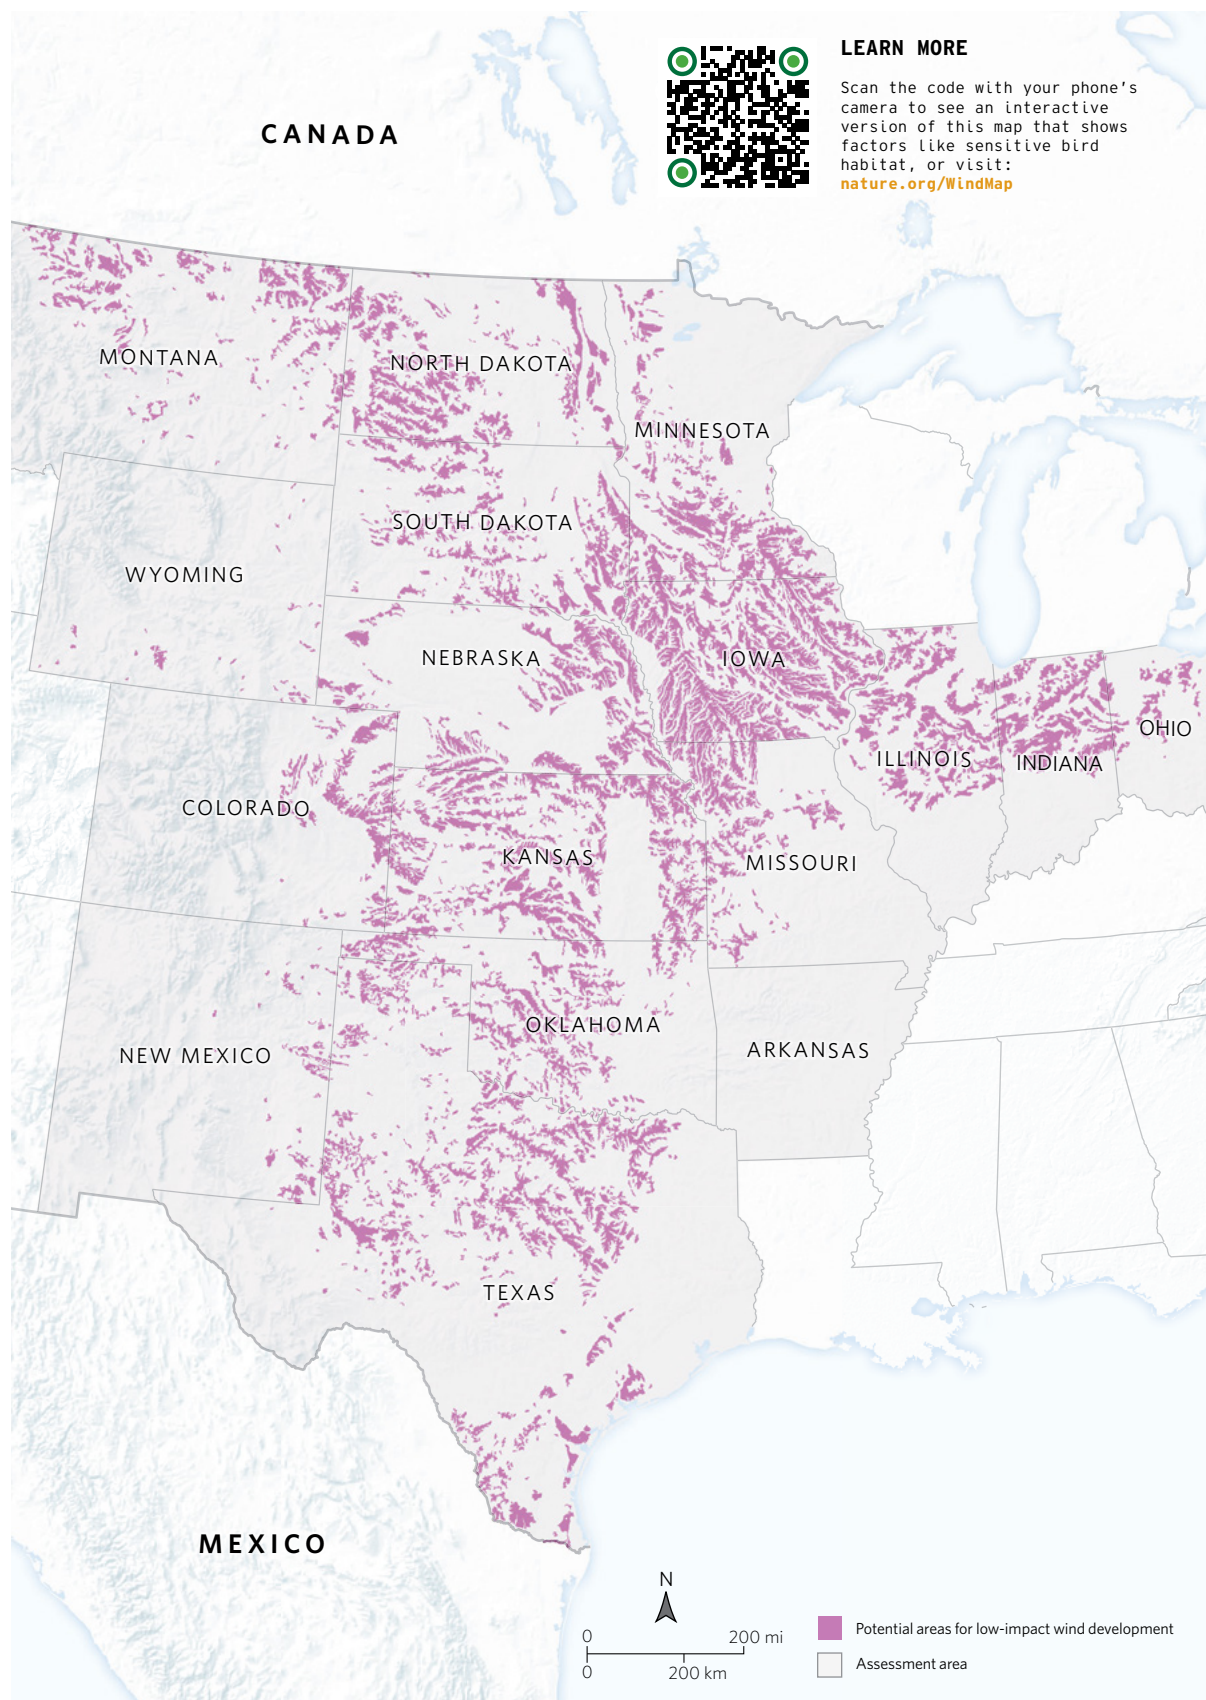 LEARN MORE
Scan the code with your phone's
camera to see an interactive
version of this map that shows
factors like sensitive bird
habitat, or visit:
nature.org/WindMap
CANADA
MONTANA
NORTH DAKOTA
MINNESOTA
SOUTH DAKOTA
WYOMING
NEBRASKA
IOWA
OHIO
ILLINOIS
INDIANA
COLORADO
KANSAS
MISSOURI
OKLAHOMA
ARKANSAS
NEW MEXICO
TEXAS
MEXICO
N
0 200 mi
0 200 km
Potential areas for low-impact wind development
Assessment area